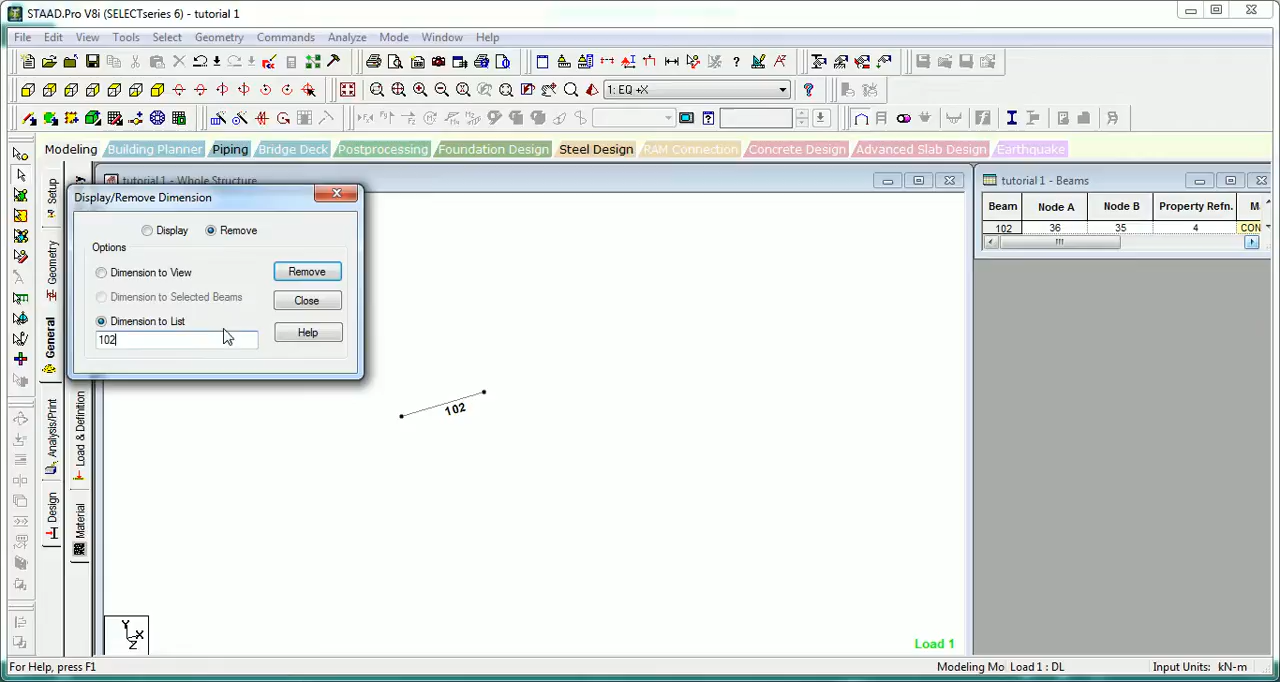 STAAD.Pro V8i (SELECTseries 6) - tutorial 1
File Edit View Tools Select Geometry Commands Analyze Mode Window Help
1: EQ +X
Modeling Building Planner Piping Bridge Deck Postprocessing Foundation Design Steel Design RAM Connection Concrete Design Advanced Slab Design Earthquake
tutorial 1 - Whole Structure
tutorial 1 - Beams
Display/Remove Dimension
Display Remove
Options
Dimension to View Remove
Dimension to Selected Beams Close
Dimension to List
102 Help
Beam Node A Node B Property Refn. M
102 36 35 4 CON
Setup
Geometry
General
Analysis/Print
Design
Load & Definition
Material
102
Y
X
Z
Load 1
For Help, press F1 Modeling Mo Load 1 : DL Input Units: kN-m